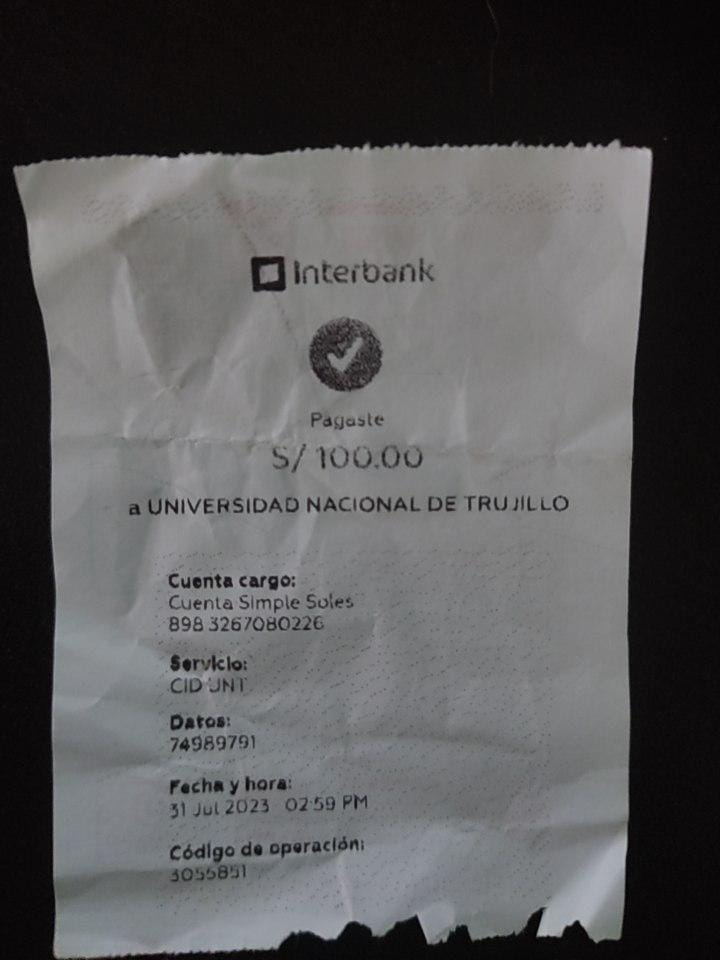 Interbank
Pagaste
S/ 100.00
a UNIVERSIDAD NACIONAL DE TRUJILLO
Cuenta cargo:
Cuenta Simple Soles
898 3267080226
Servicio:
CID UNT
Datos:
74989791
Fecha y hora:
31 Jul 2023 02:59 PM
Código de operación:
3055851